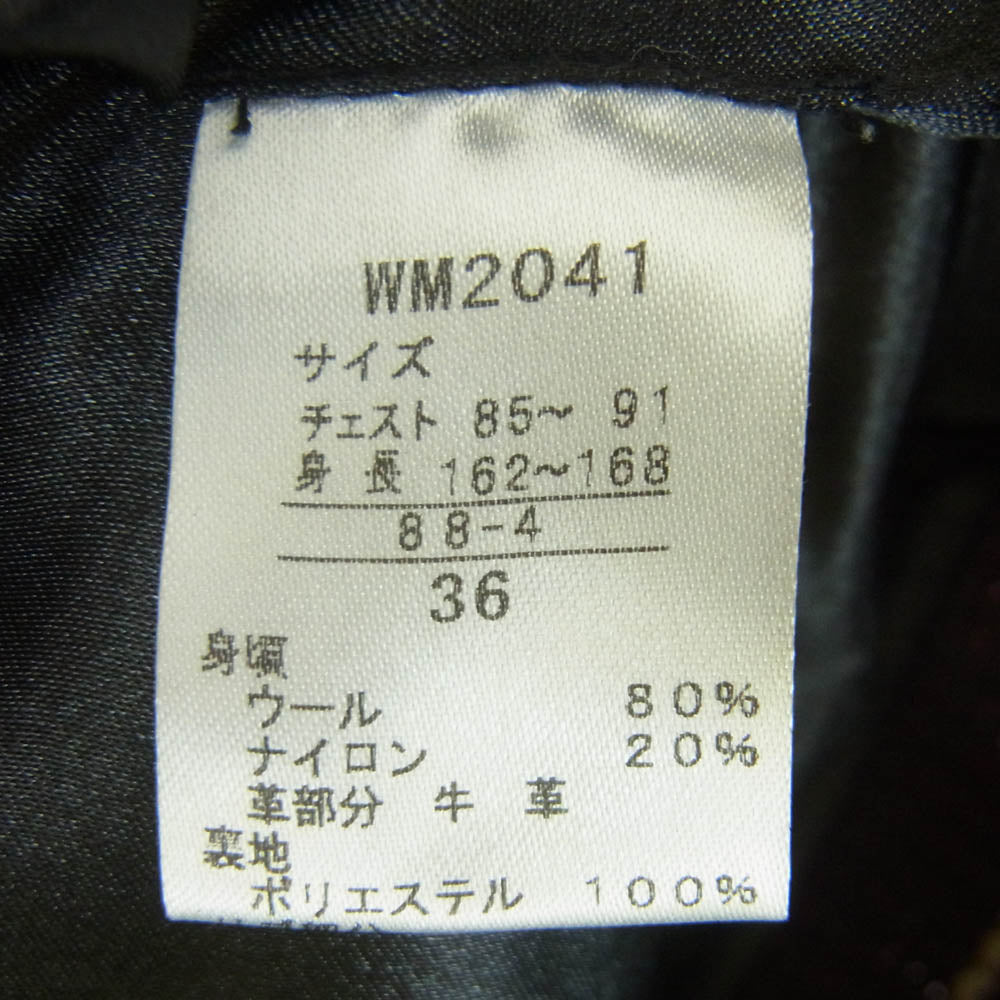 WM2041
サイズ
チェスト 85～ 91
身 長 162～168
88-4
36
身頃
ウール 80%
ナイロン 20%
革部分 牛 革
裏地
ポリエステル 100%